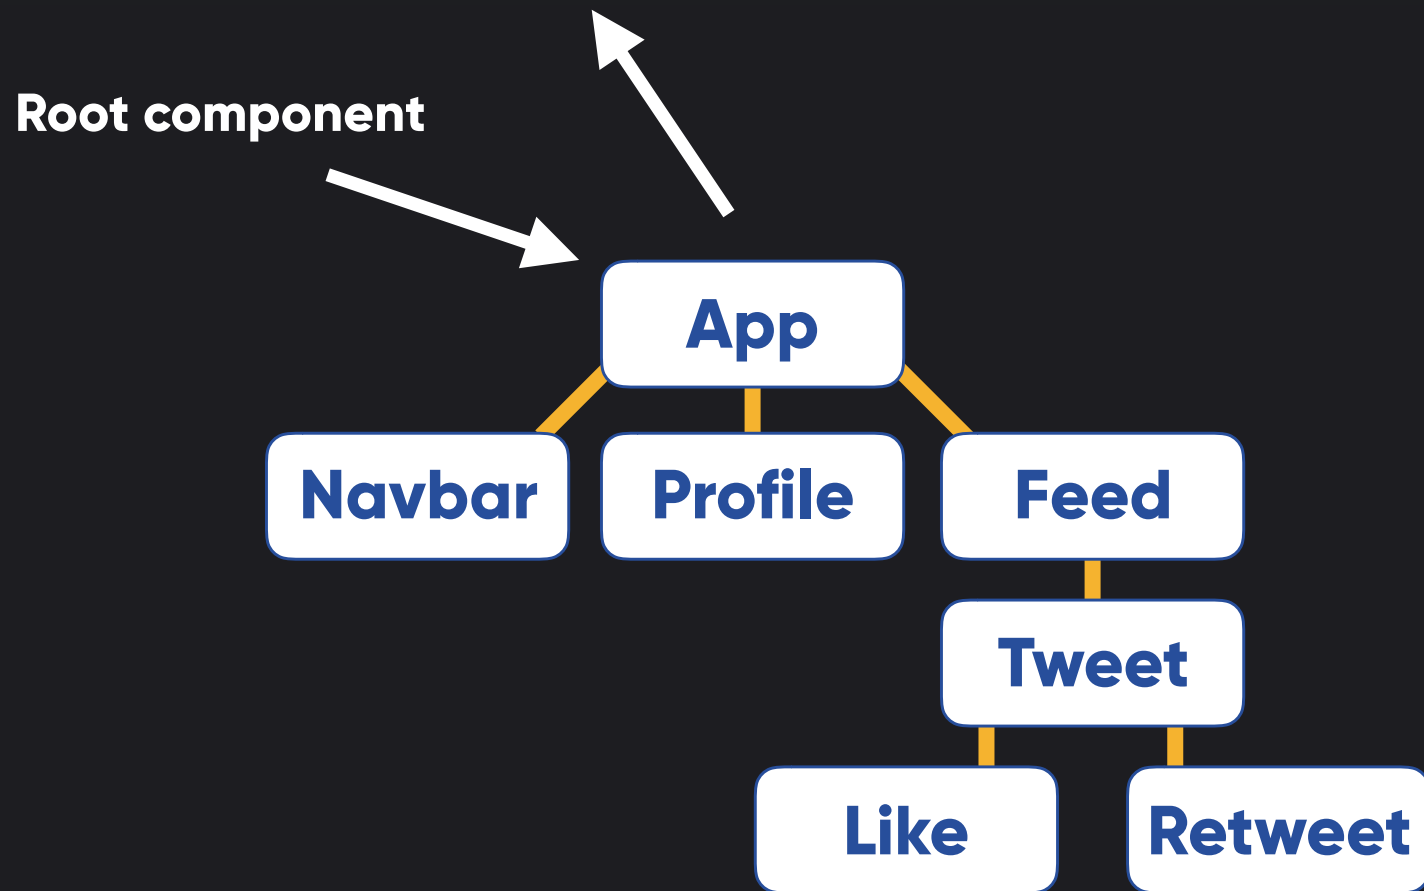 Root component
App
Navbar
Profile
Feed
Tweet
Like
Retweet